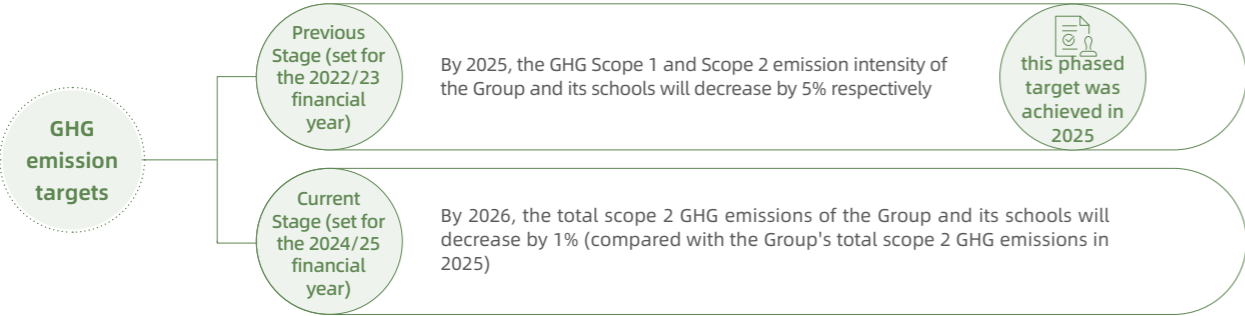 GHG
emission
targets
Previous
Stage (set for
the 2022/23
financial
year)
By 2025, the GHG Scope 1 and Scope 2 emission intensity of
the Group and its schools will decrease by 5% respectively
this phased
target was
achieved in
2025
Current
Stage (set for
the 2024/25
financial
year)
By 2026, the total scope 2 GHG emissions of the Group and its schools will
decrease by 1% (compared with the Group's total scope 2 GHG emissions in
2025)